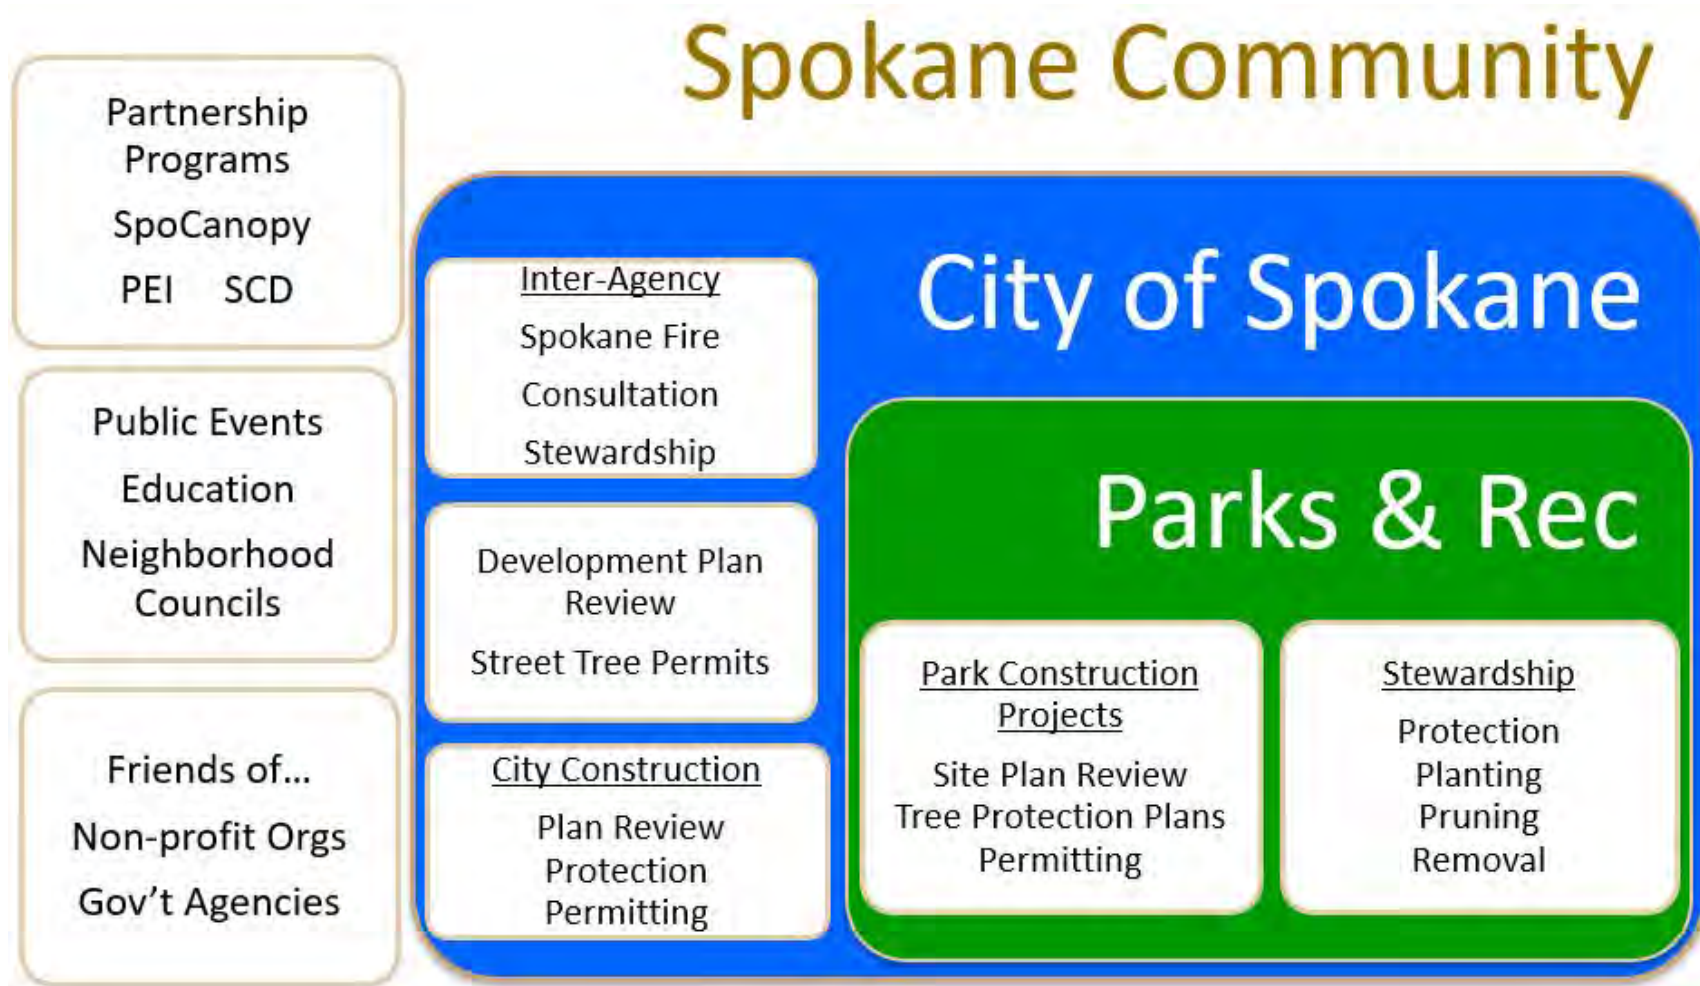 Spokane Community
Partnership
Programs
SpoCanopy
PEI SCD
Public Events
Education
Neighborhood
Councils
Friends of...
Non-profit Orgs
Gov't Agencies
City of Spokane
Inter-Agency
Spokane Fire
Consultation
Stewardship
Development Plan
Review
Street Tree Permits
City Construction
Plan Review
Protection
Permitting
Parks & Rec
Park Construction
Projects
Site Plan Review
Tree Protection Plans
Permitting
Stewardship
Protection
Planting
Pruning
Removal